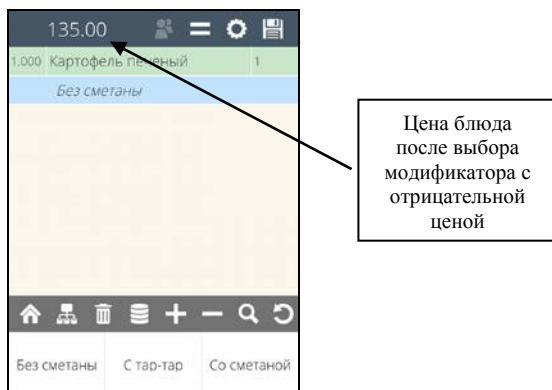 135.00
1.000 Картофель печеный 1
Без сметаны
Цена блюда
после выбора
модификатора с
отрицательной
ценой
Без сметаны С тар-тар Со сметаной